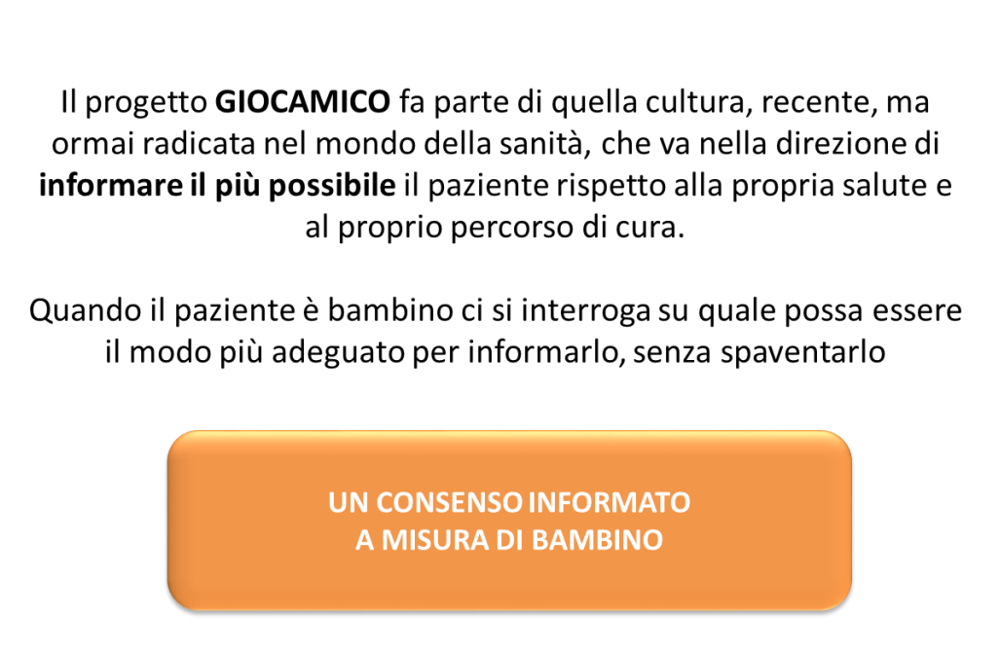 Il progetto GIOCAMICO fa parte di quella cultura, recente, ma
ormai radicata nel mondo della sanità, che va nella direzione di
informare il più possibile il paziente rispetto alla propria salute e
al proprio percorso di cura.
Quando il paziente è bambino ci si interroga su quale possa essere
il modo più adeguato per informarlo, senza spaventarlo
UN CONSENSO INFORMATO
A MISURA DI BAMBINO